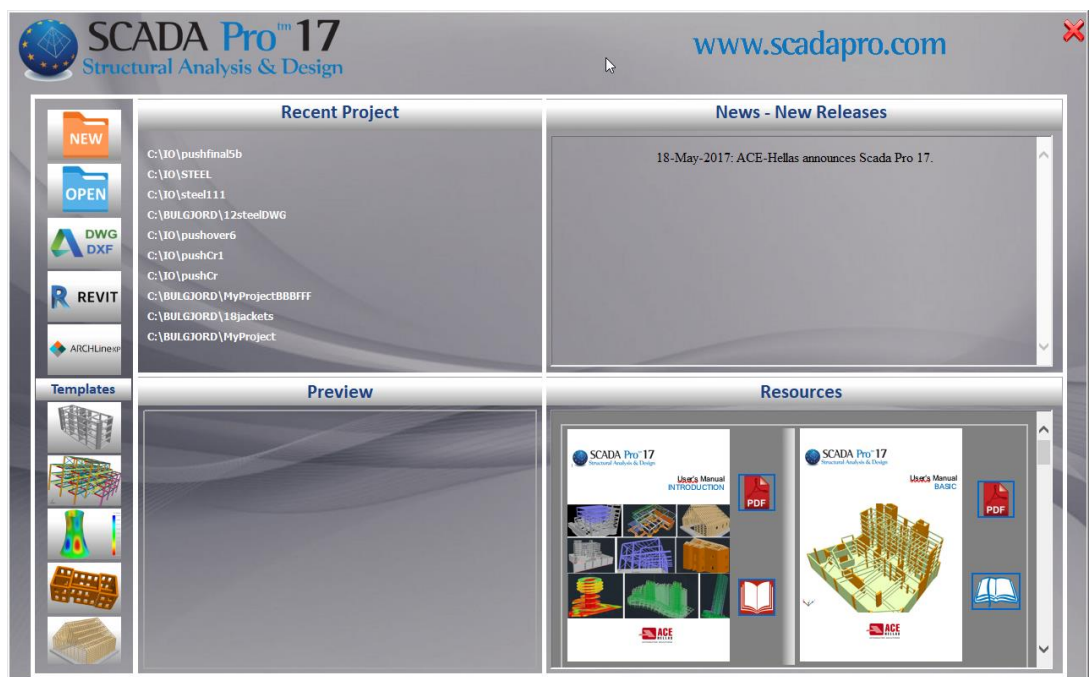 SCADA Pro™ 17
Structural Analysis & Design
www.scadapro.com
NEW
OPEN
DWG
DXF
REVIT
ARCHLineXP
Templates
Recent Project
C:\IO\pushfinal5b
C:\IO\STEEL
C:\IO\steel111
C:\BULGJORD\12steelDWG
C:\IO\pushover6
C:\IO\pushCr1
C:\IO\pushCr
C:\BULGJORD\MyProjectBBBFFF
C:\BULGJORD\18jackets
C:\BULGJORD\MyProject
News - New Releases
18-May-2017: ACE-Hellas announces Scada Pro 17.
Preview
Resources
SCADA Pro™ 17
Structural Analysis & Design
User's Manual
INTRODUCTION
ACE
HELLAS
PDF
SCADA Pro™ 17
Structural Analysis & Design
User's Manual
BASIC
ACE
HELLAS
PDF